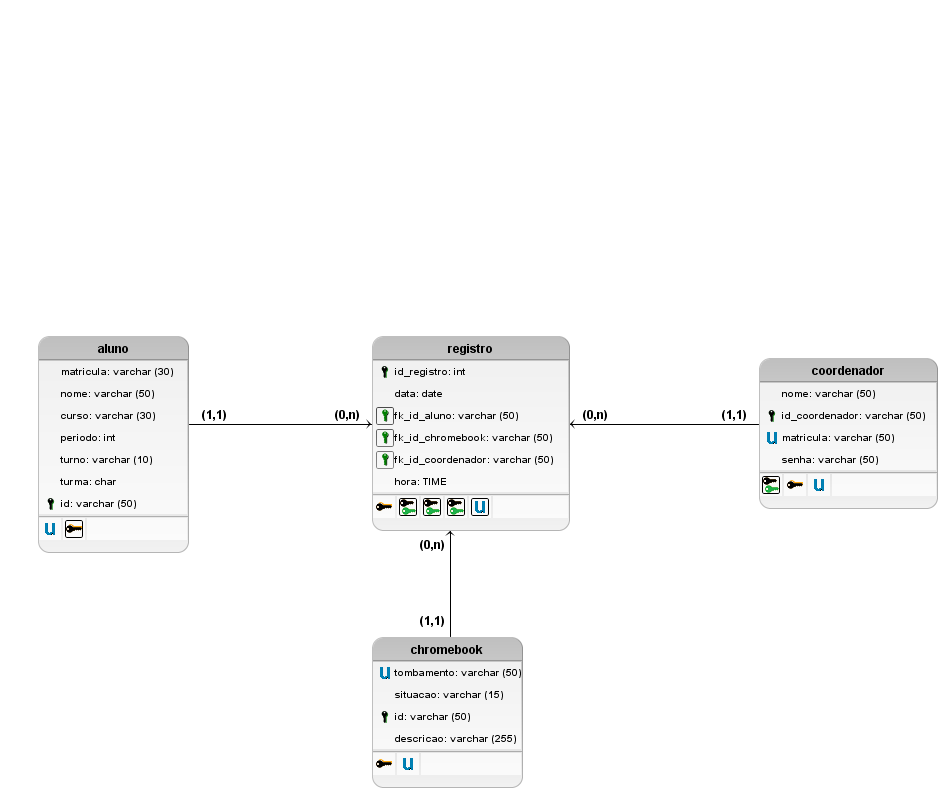 aluno
matricula: varchar (30)
nome: varchar (50)
curso: varchar (30)
periodo: int
turno: varchar (10)
turma: char
id: varchar (50)
U
(1,1)
(0,n)
registro
id_registro: int
data: date
fk_id_aluno: varchar (50)
fk_id_chromebook: varchar (50)
fk_id_coordenador: varchar (50)
hora: TIME
U
(0,n)
(1,1)
coordenador
nome: varchar (50)
id_coordenador: varchar (50)
U matricula: varchar (50)
senha: varchar (50)
U
(0,n)
(1,1)
chromebook
U tombamento: varchar (50)
situacao: varchar (15)
id: varchar (50)
descricao: varchar (255)
U